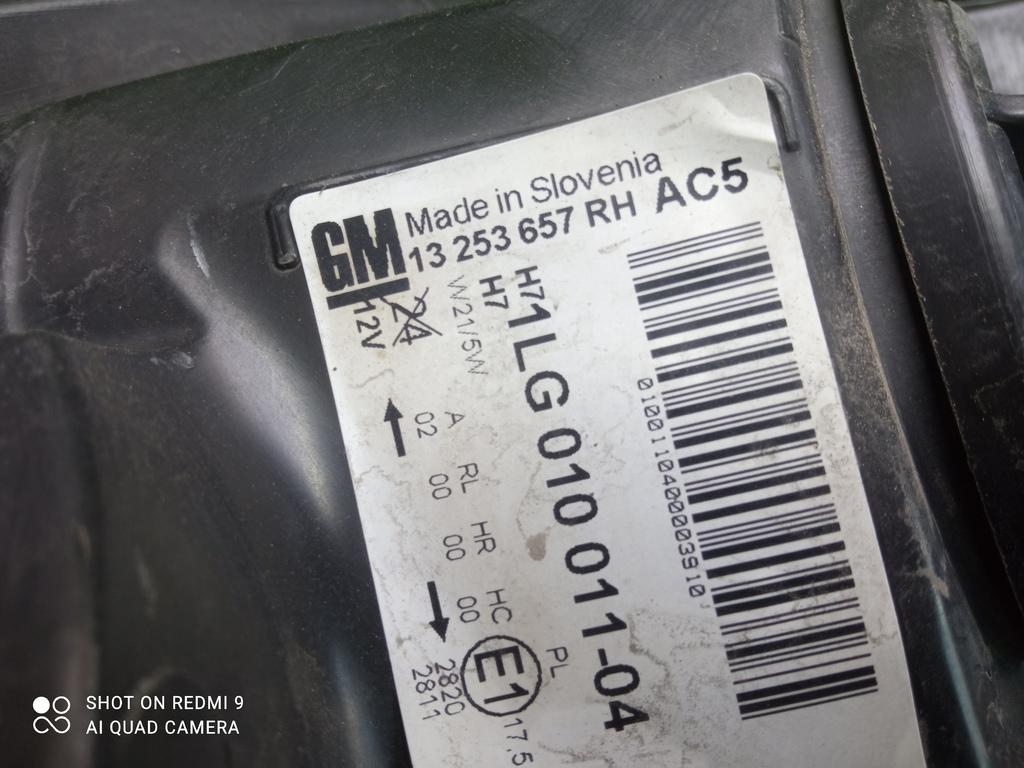 GM Made in Slovenia
13 253 657 RH AC5
12V 24
H7 H7
W21/5W
1LG 010 011-04
A RL HR HC PL
02 00 00 00
E1 17.5
2820
2811
0100110400003910
SHOT ON REDMI 9
AI QUAD CAMERA